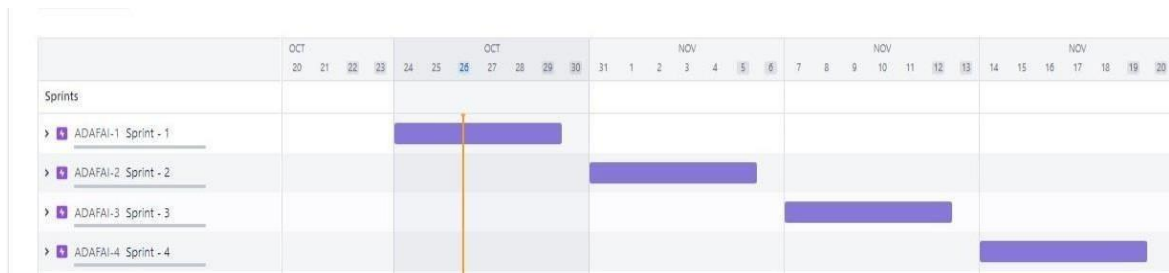 OCT OCT NOV NOV NOV
20 21 22 23 24 25 26 27 28 29 30 31 1 2 3 4 5 6 7 8 9 10 11 12 13 14 15 16 17 18 19 20
Sprints
ADAFAI-1 Sprint - 1
ADAFAI-2 Sprint - 2
ADAFAI-3 Sprint - 3
ADAFAI-4 Sprint - 4